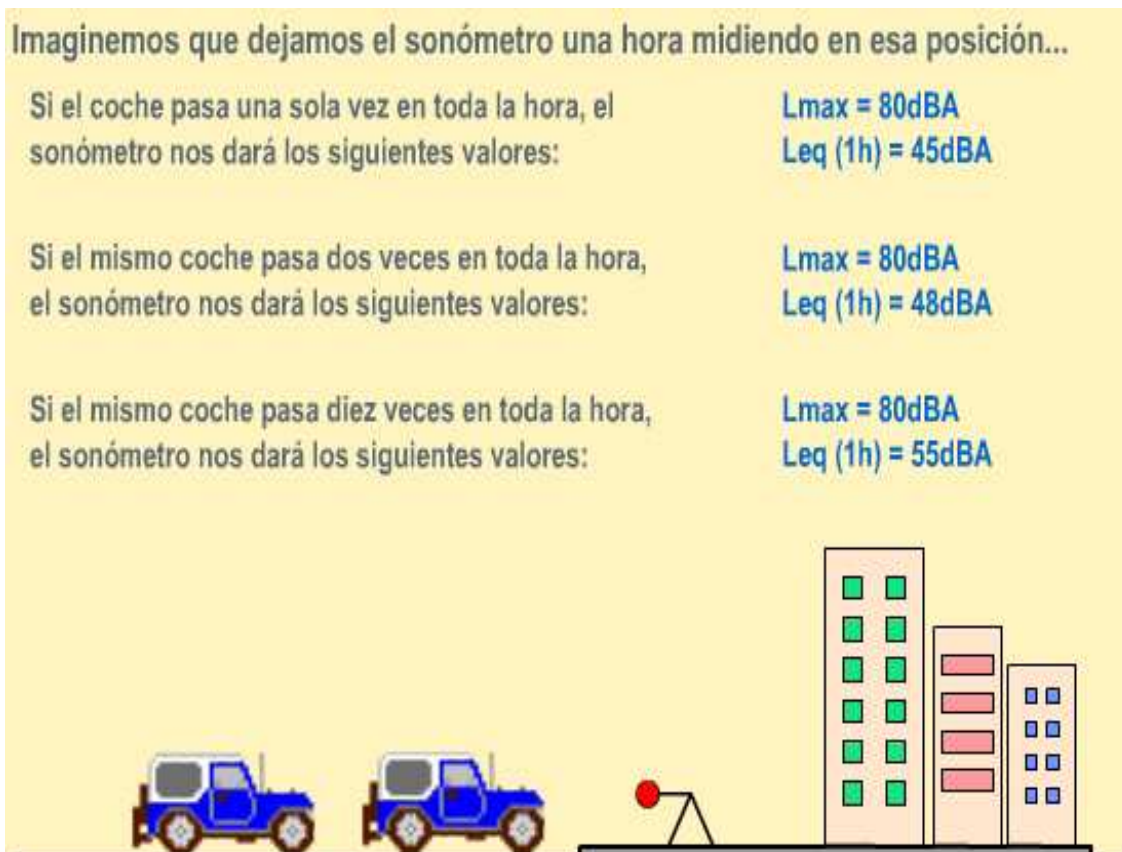 Imaginemos que dejamos el sonómetro una hora midiendo en esa posición...
Si el coche pasa una sola vez en toda la hora, el
sonómetro nos dará los siguientes valores:
Lmax = 80dBA
Leq (1h) = 45dBA
Si el mismo coche pasa dos veces en toda la hora,
el sonómetro nos dará los siguientes valores:
Lmax = 80dBA
Leq (1h) = 48dBA
Si el mismo coche pasa diez veces en toda la hora,
el sonómetro nos dará los siguientes valores:
Lmax = 80dBA
Leq (1h) = 55dBA